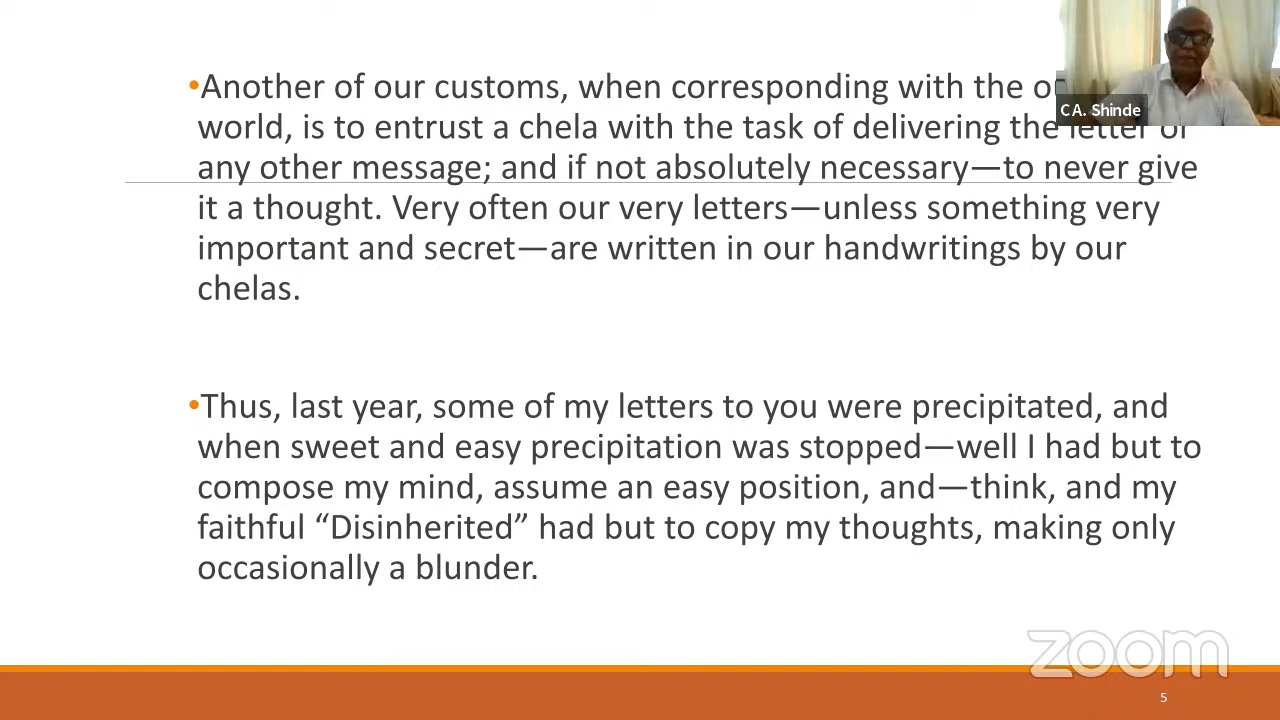 •Another of our customs, when corresponding with the
C A. Shinde
world, is to entrust a chela with the task of delivering the letter or
any other message; and if not absolutely necessary—to never give
it a thought. Very often our very letters—unless something very
important and secret—are written in our handwritings by our
chelas.
•Thus, last year, some of my letters to you were precipitated, and
when sweet and easy precipitation was stopped—well I had but to
compose my mind, assume an easy position, and—think, and my
faithful “Disinherited” had but to copy my thoughts, making only
occasionally a blunder.
zoom
5